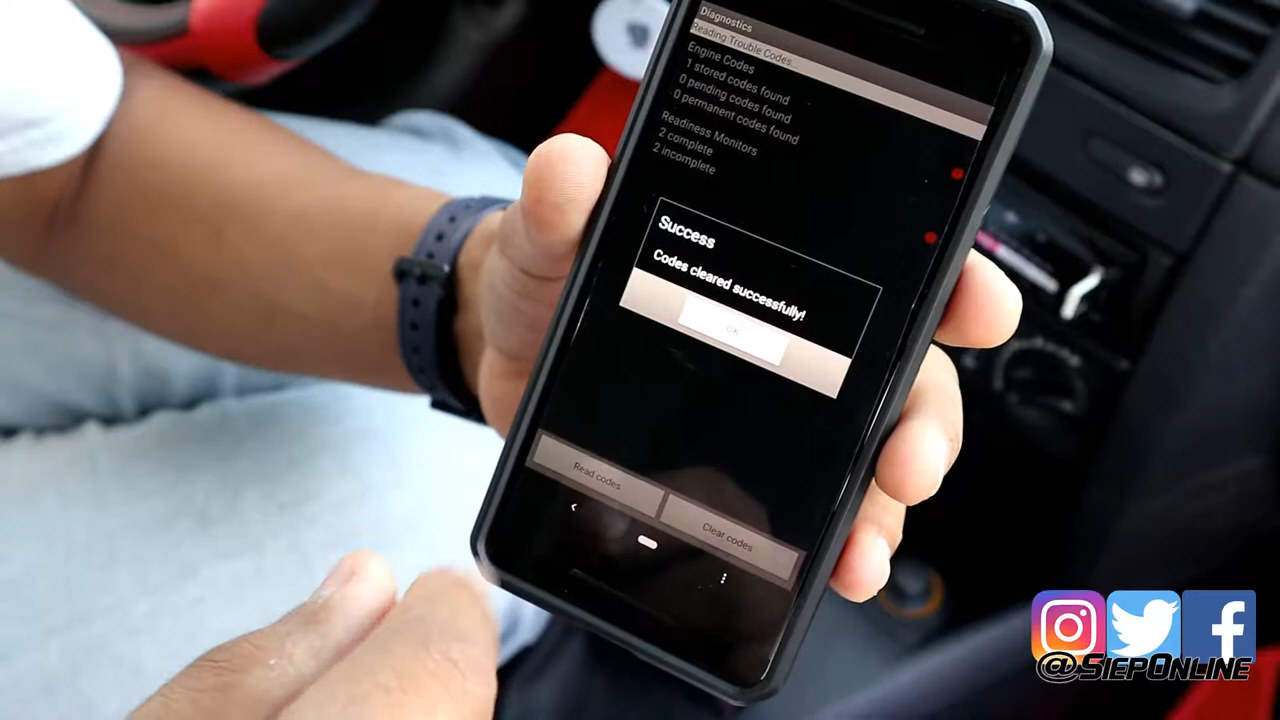 Diagnostics
Reading Trouble Codes...
Engine Codes
1 stored codes found
0 pending codes found
0 permanent codes found
Readiness Monitors
2 complete
2 incomplete
Success
Codes cleared successfully!
OK
Read codes
Clear codes
@SiepOnline